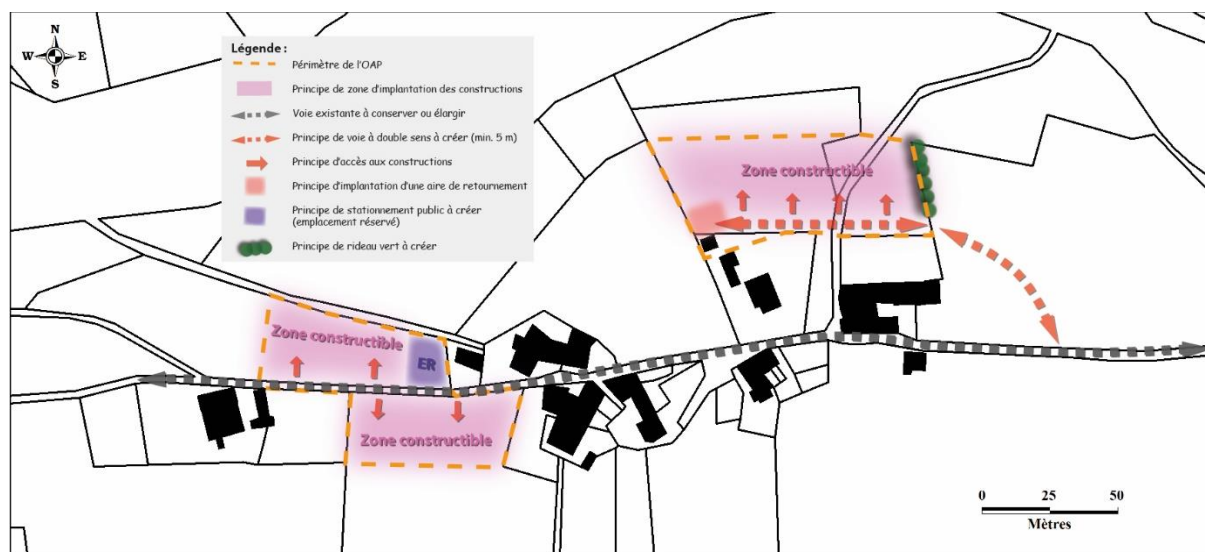 N
W E
S
Légende :
Périmètre de l'OAP
Principe de zone d'implantation des constructions
Voie existante à conserver ou élargir
Principe de voie à double sens à créer (min. 5 m)
Principe d'accès aux constructions
Principe d'implantation d'une aire de retournement
Principe de stationnement public à créer
(emplacement réservé)
Principe de rideau vert à créer
Zone constructible
Zone constructible
ER
Zone constructible
0 25 50
Mètres